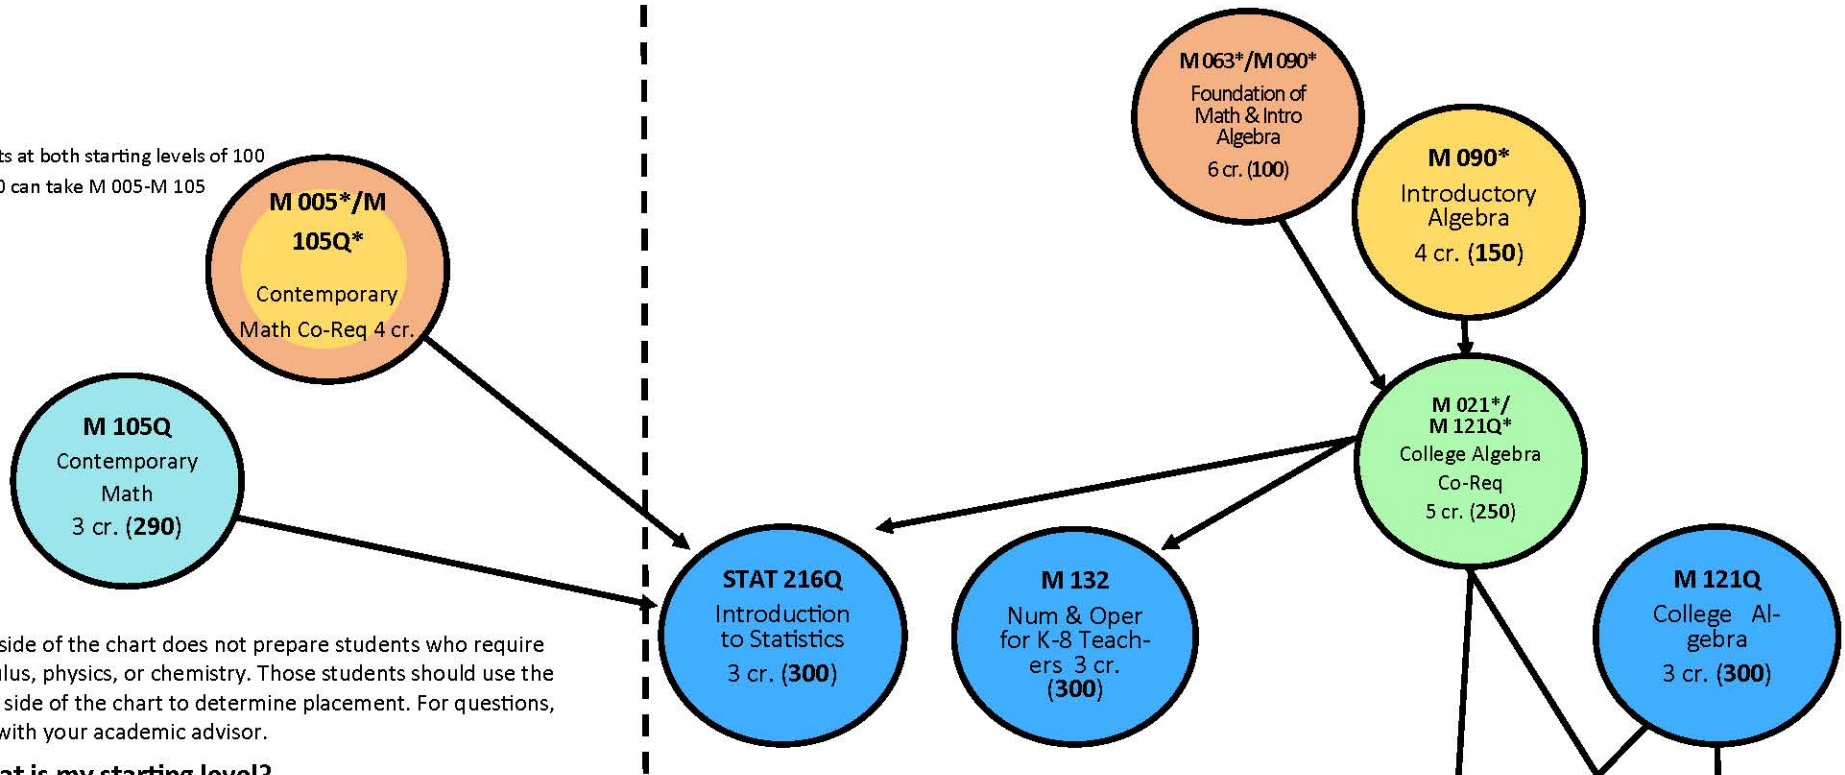 M 063*/M 090*
Foundation of
Math & Intro
Algebra
6 cr. (100)
M 090*
Introductory
Algebra
4 cr. (150)
ts at both starting levels of 100
0 can take M 005-M 105
M 005*/M
105Q*
Contemporary
Math Co-Req 4 cr.
M 105Q
Contemporary
Math
3 cr. (290)
M 021*/
M 121Q*
College Algebra
Co-Req
5 cr. (250)
STAT 216Q
Introduction
to Statistics
3 cr. (300)
M 132
Num & Oper
for K-8 Teach-
ers 3 cr.
(300)
M 121Q
College Al-
gebra
3 cr. (300)
side of the chart does not prepare students who require
lus, physics, or chemistry. Those students should use the
side of the chart to determine placement. For questions,
with your academic advisor.
at is my starting level?